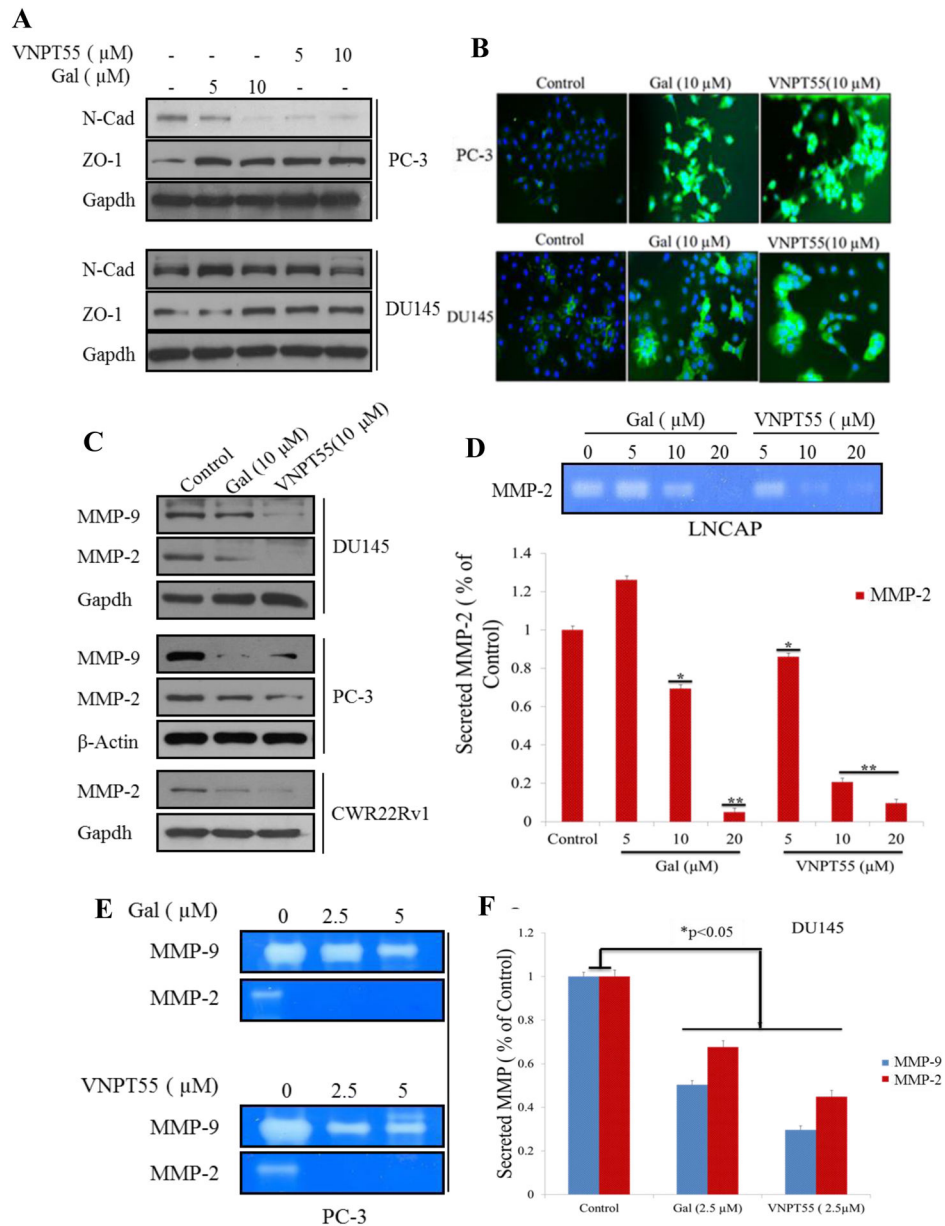 A
VNPT55 ( µM) - - - 5 10
Gal ( µM) - 5 10 - -
N-Cad
ZO-1
Gapdh
PC-3
N-Cad
ZO-1
Gapdh
DU145
B
Control Gal (10 µM) VNPT55(10 µM)
PC-3
Control Gal (10 µM) VNPT55(10 µM)
DU145
C
Control Gal (10 µM) VNPT55(10 µM)
MMP-9
MMP-2
Gapdh
DU145
MMP-9
MMP-2
β-Actin
PC-3
MMP-2
Gapdh
CWR22Rv1
D
Gal ( µM) VNPT55 ( µM)
0 5 10 20 5 10 20
MMP-2
LNCAP
Secreted MMP-2 ( % of
Control)
1.4
1.2
1
0.8
0.6
0.4
0.2
0
MMP-2
* ** * **
Control 5 10 20 5 10 20
Gal (µM) VNPT55 (µM)
E
Gal ( µM) 0 2.5 5
MMP-9
MMP-2
VNPT55 ( µM) 0 2.5 5
MMP-9
MMP-2
PC-3
F
Secreted MMP ( % of Control)
1.2
1
0.8
0.6
0.4
0.2
0
*p<0.05
DU145
MMP-9
MMP-2
Control Gal (2.5 µM) VNPT55 ( 2.5µM)